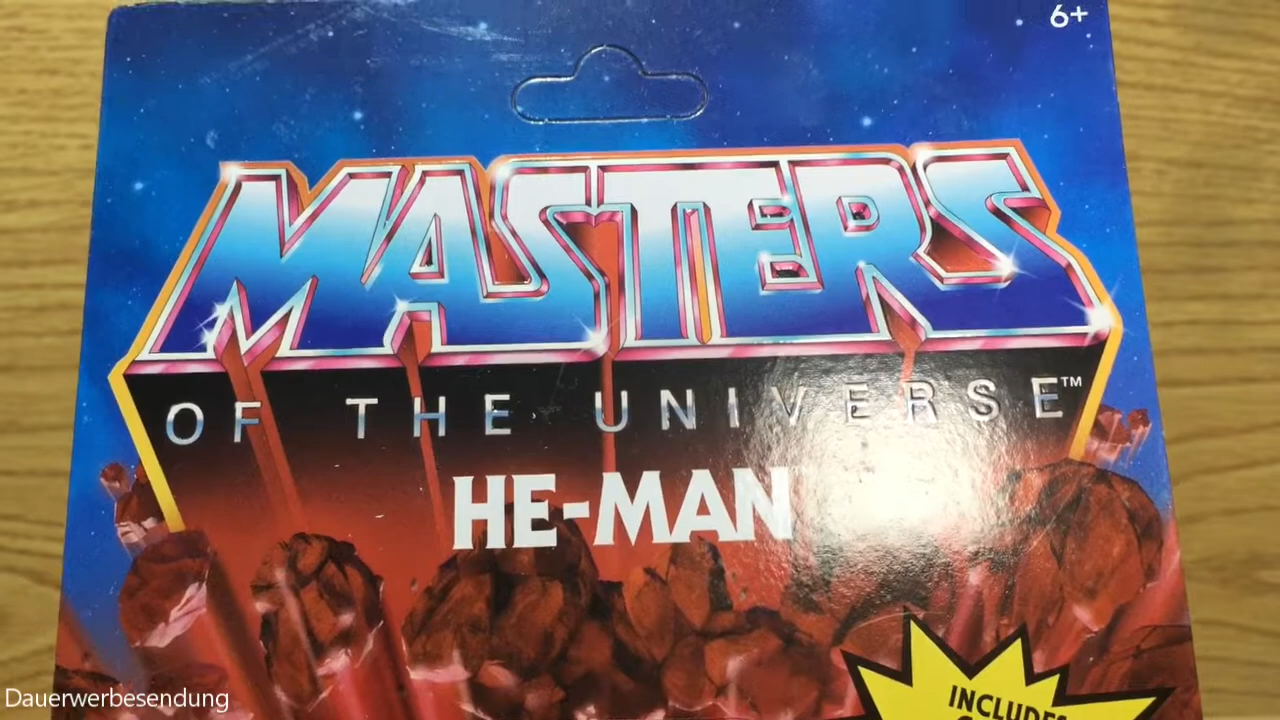 6+
MASTERS
OF THE UNIVERSE™
HE-MAN
INCLUDES
Dauerwerbesendung